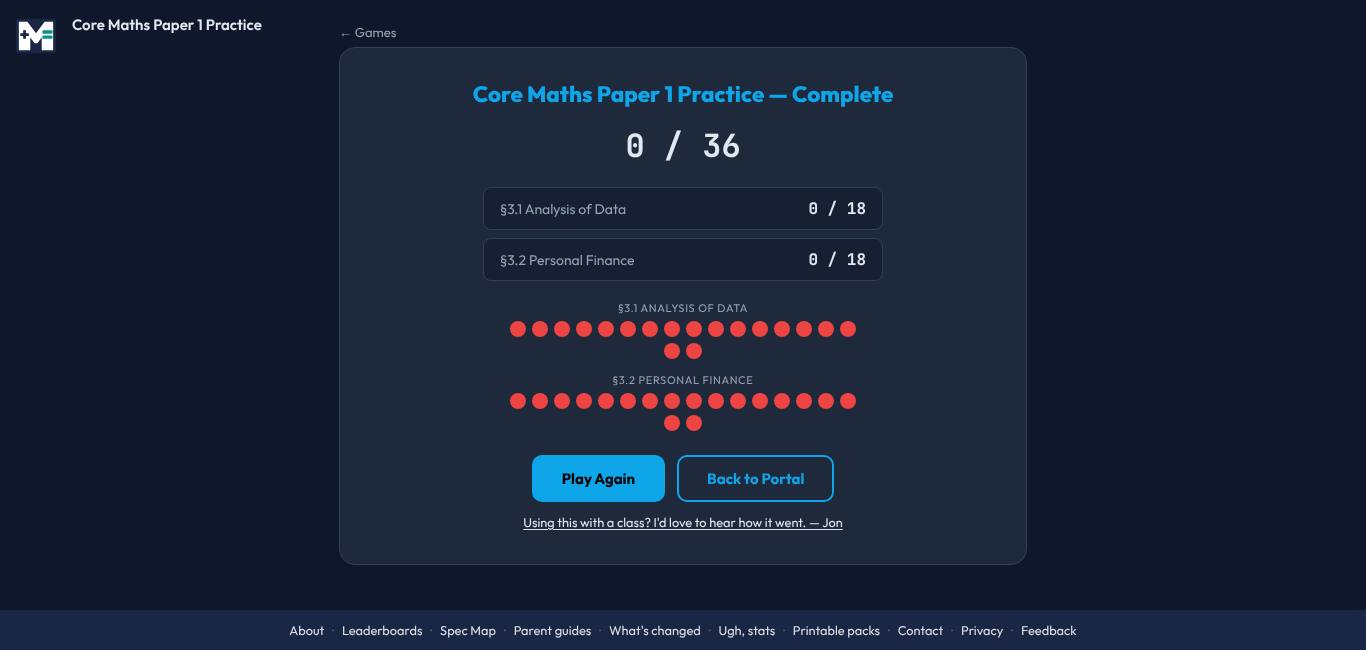 Core Maths Paper 1 Practice
← Games
Core Maths Paper 1 Practice — Complete
0 / 36
§3.1 Analysis of Data 0 / 18
§3.2 Personal Finance 0 / 18
§3.1 ANALYSIS OF DATA
§3.2 PERSONAL FINANCE
Play Again Back to Portal
Using this with a class? I'd love to hear how it went. — Jon
About · Leaderboards · Spec Map · Parent guides · What's changed · Ugh, stats · Printable packs · Contact · Privacy · Feedback